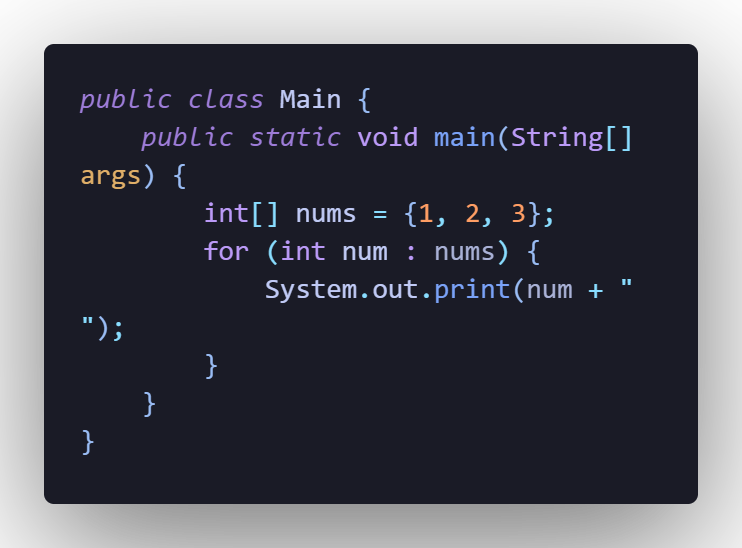 public class Main {
    public static void main(String[]
args) {
        int[] nums = {1, 2, 3};
        for (int num : nums) {
            System.out.print(num + "
");
        }
    }
}